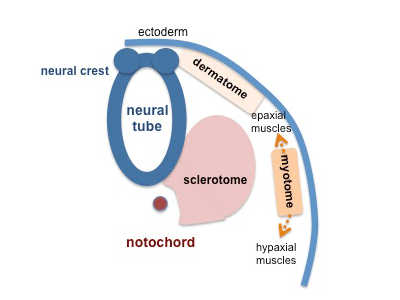 ectoderm
neural crest
dermatome
neural
tube
epaxial
muscles
myotome
sclerotome
notochord
hypaxial
muscles